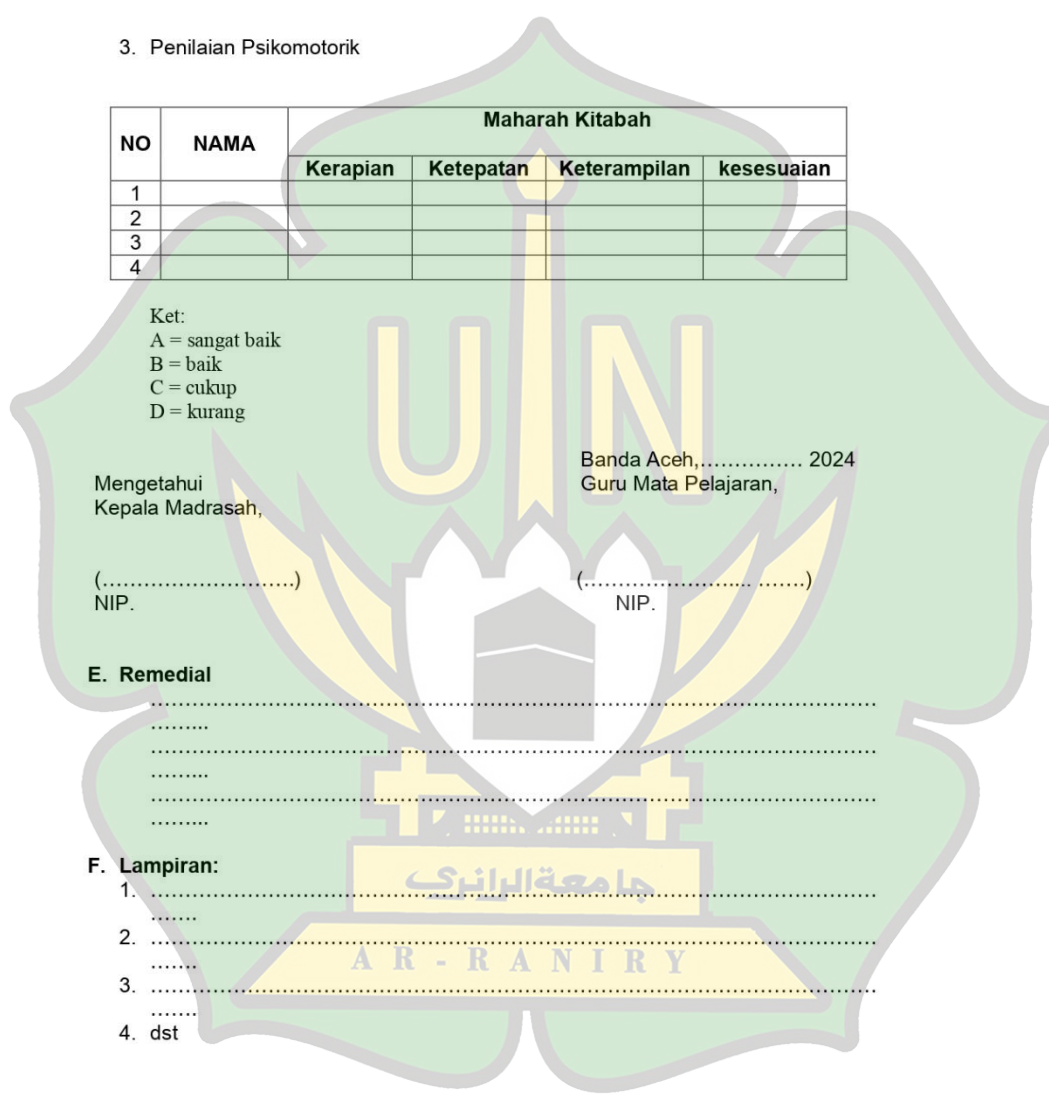 3. Penilaian Psikomotorik
NO NAMA Maharah Kitabah
Kerapian Ketepatan Keterampilan kesesuaian
1
2
3
4
Ket:
A = sangat baik
B = baik
C = cukup
D = kurang
Banda Aceh,............... 2024
Mengetahui Guru Mata Pelajaran,
Kepala Madrasah,
(............................) (........................ .......)
NIP. NIP.
E. Remedial
..........................................................................................................
.........
..........................................................................................................
.........
..........................................................................................................
.........
F. Lampiran:
1. ..........................................................................................................
.......
2. ..........................................................................................................
.......
3. ..........................................................................................................
.......
4. dst
UIN
جامعة الرانري
AR-RANIRY